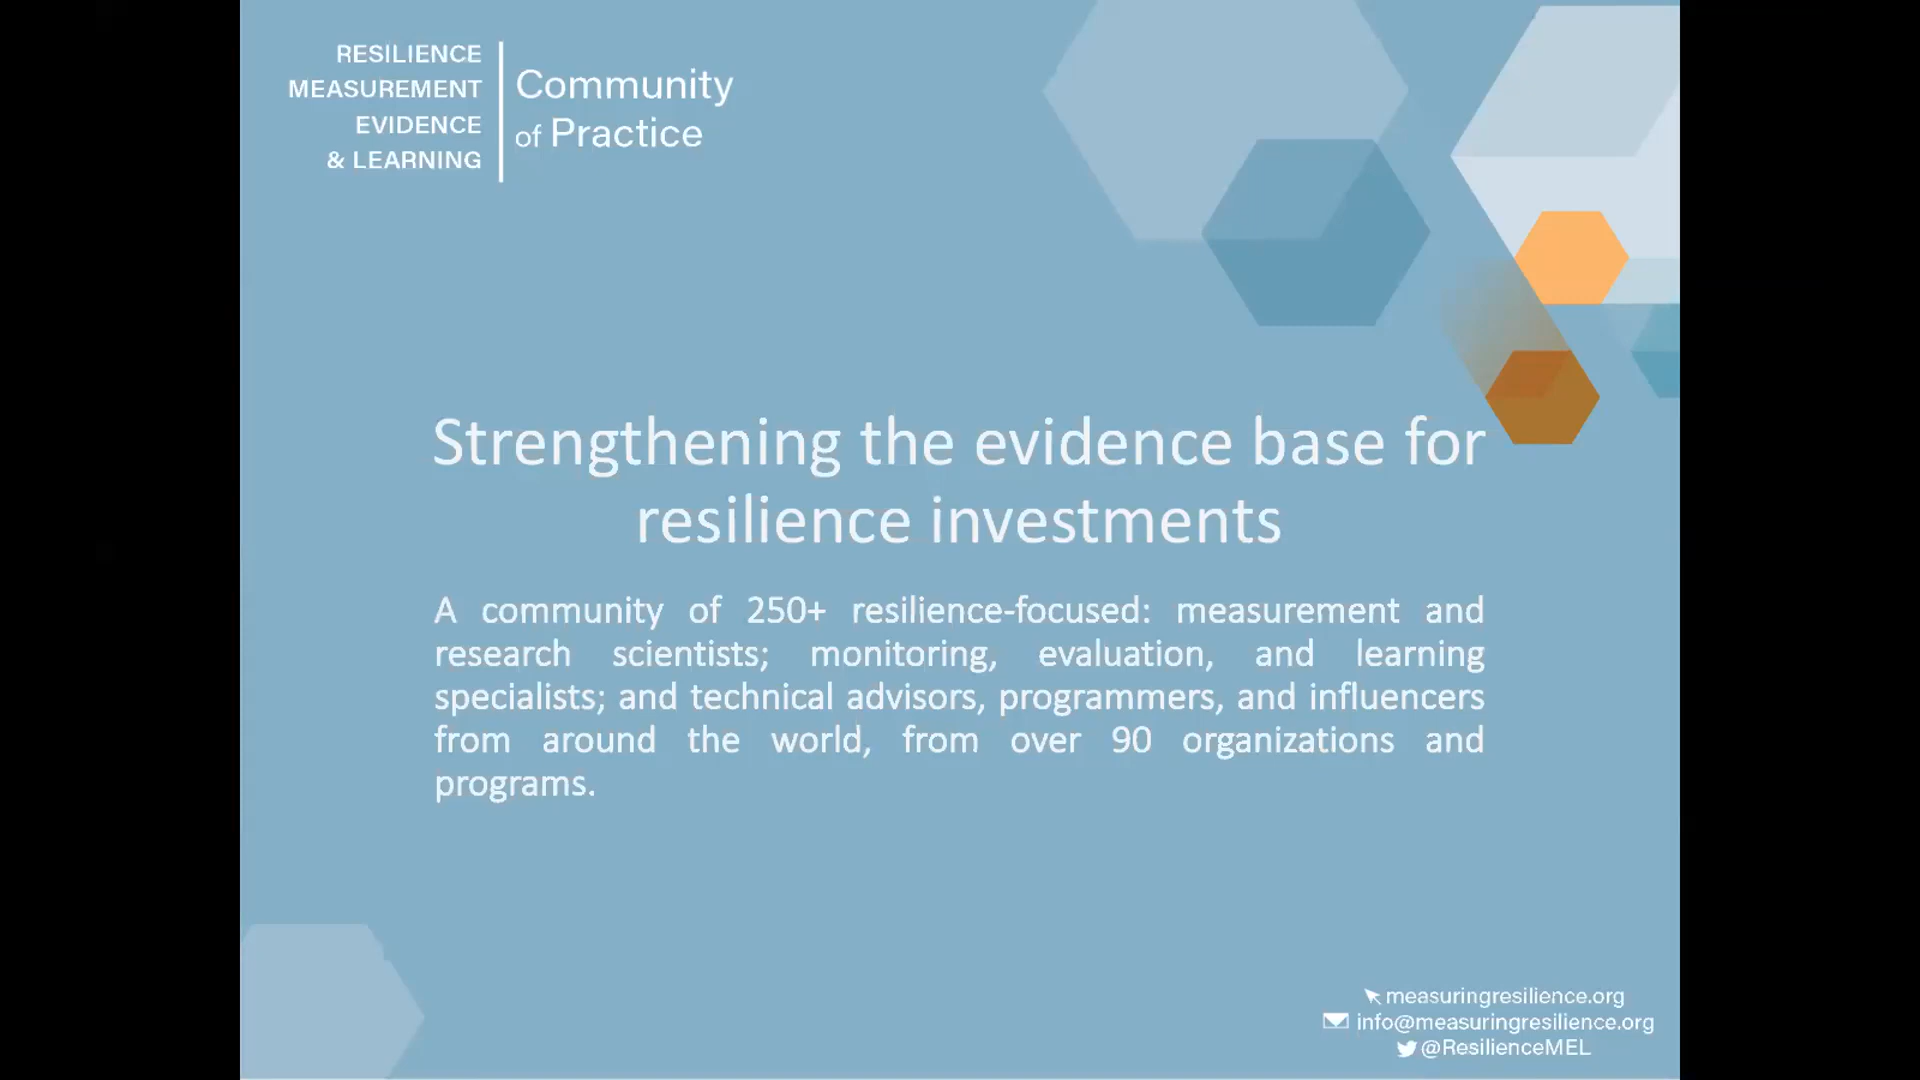 RESILIENCE
MEASUREMENT
EVIDENCE
& LEARNING
Community
of Practice
Strengthening the evidence base for
resilience investments
A community of 250+ resilience-focused: measurement and
research scientists; monitoring, evaluation, and learning
specialists; and technical advisors, programmers, and influencers
from around the world, from over 90 organizations and
programs.
measuringresilience.org
info@measuringresilience.org
@ResilienceMEL